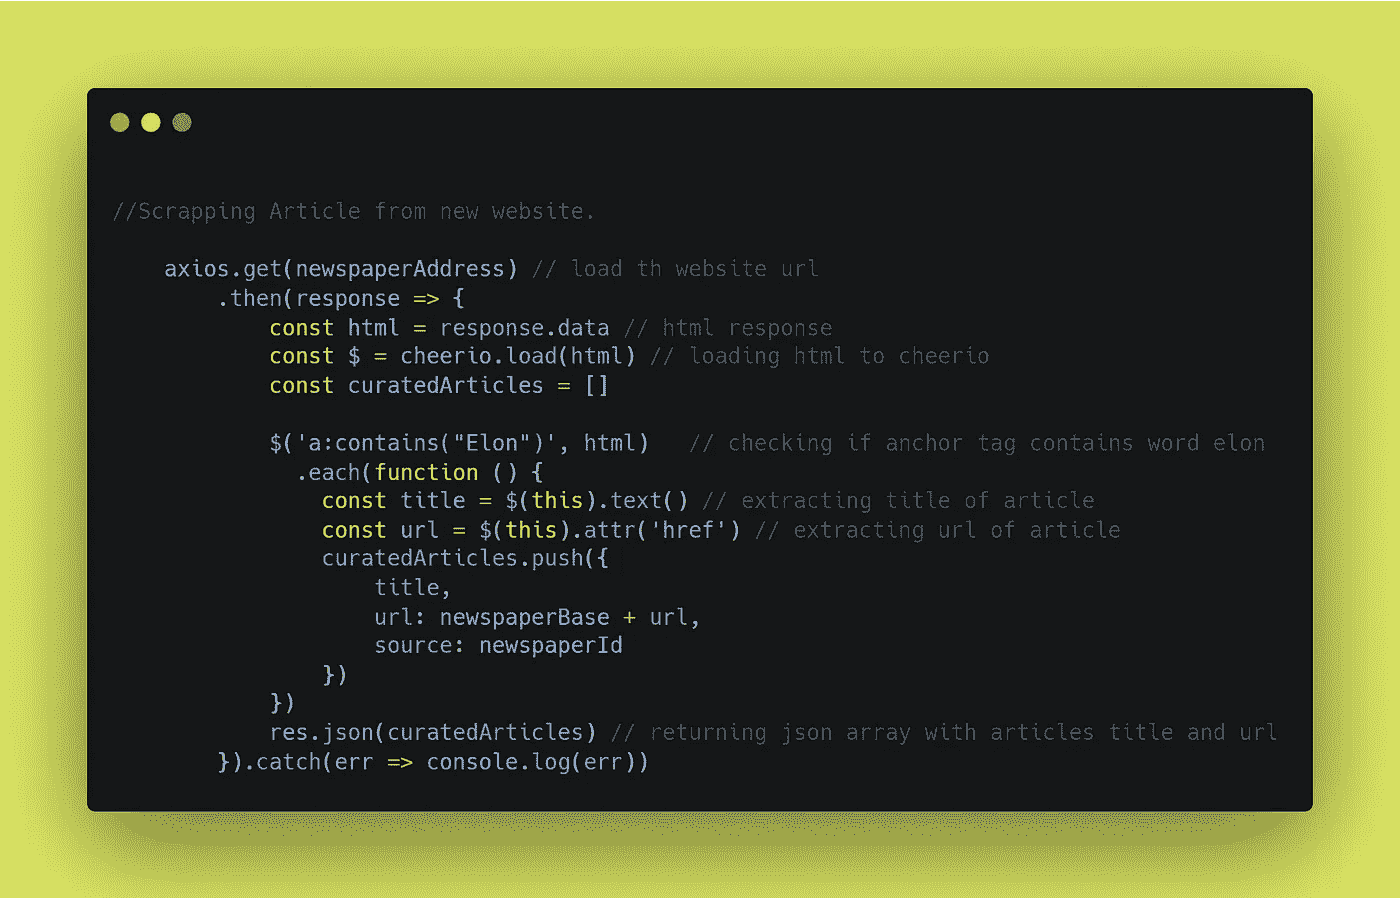 //Scrapping Article from new website.
axios.get(newspaperAddress) // load th website url
.then(response => {
const html = response.data // html response
const $ = cheerio.load(html) // loading html to cheerio
const curatedArticles = []
$('a:contains("Elon")', html)   // checking if anchor tag contains word elon
.each(function () {
const title = $(this).text() // extracting title of article
const url = $(this).attr('href') // extracting url of article
curatedArticles.push({
title,
url: newspaperBase + url,
source: newspaperId
})
})
res.json(curatedArticles) // returning json array with articles title and url
}).catch(err => console.log(err))